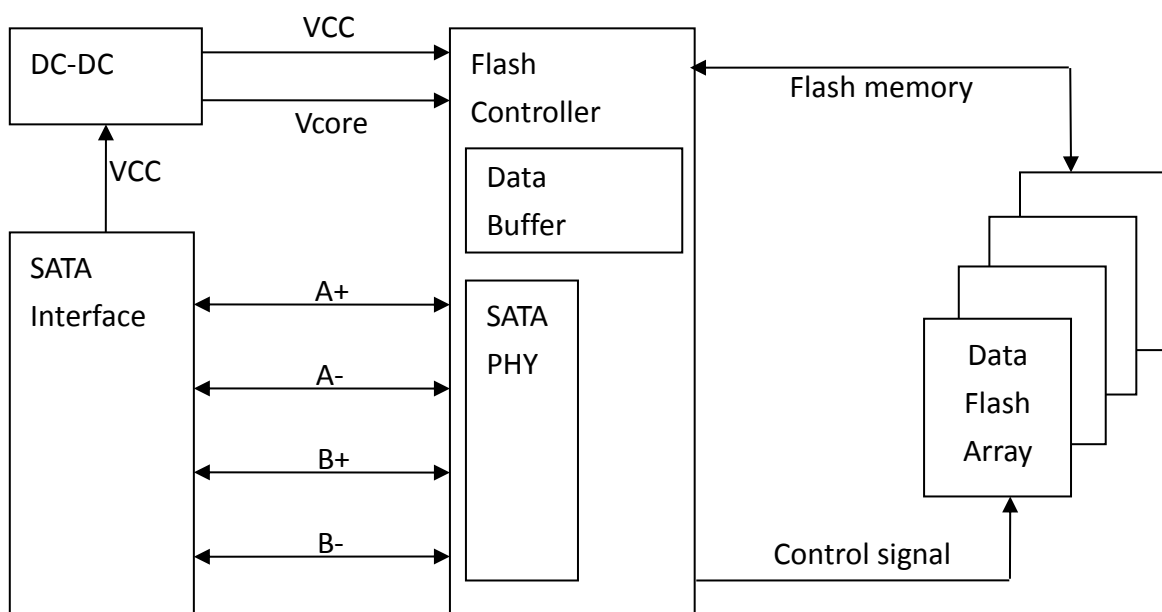 VCC
DC-DC
Vcore
VCC
Flash
Controller
Data
Buffer
Flash memory
SATA
Interface
A+
A-
B+
B-
SATA
PHY
Data
Flash
Array
Control signal